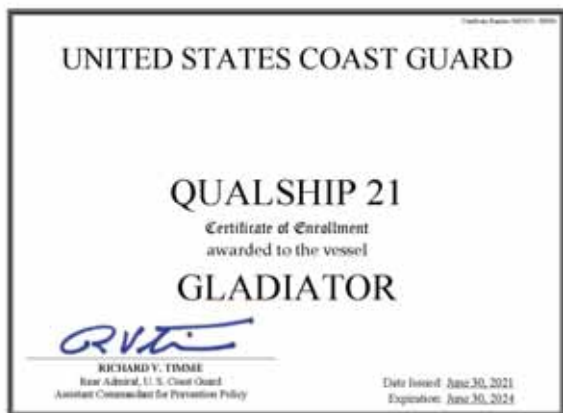 UNITED STATES COAST GUARD
QUALSHIP 21
Certificate of Enrollment
awarded to the vessel
GLADIATOR
RICHARD V. TIMME
Rear Admiral, U. S. Coast Guard
Assistant Commandant for Prevention Policy
Date Issued: June 30, 2021
Expiration: June 30, 2024